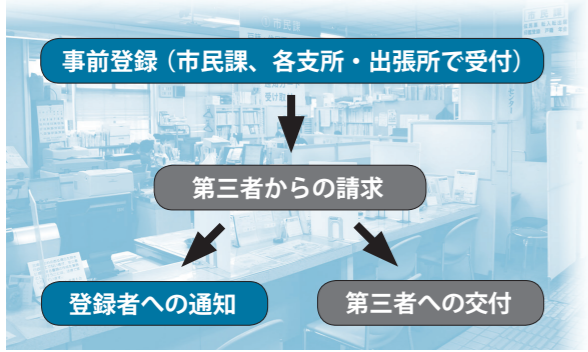 事前登録（市民課、各支所・出張所で受付）
第三者からの請求
登録者への通知
第三者への交付